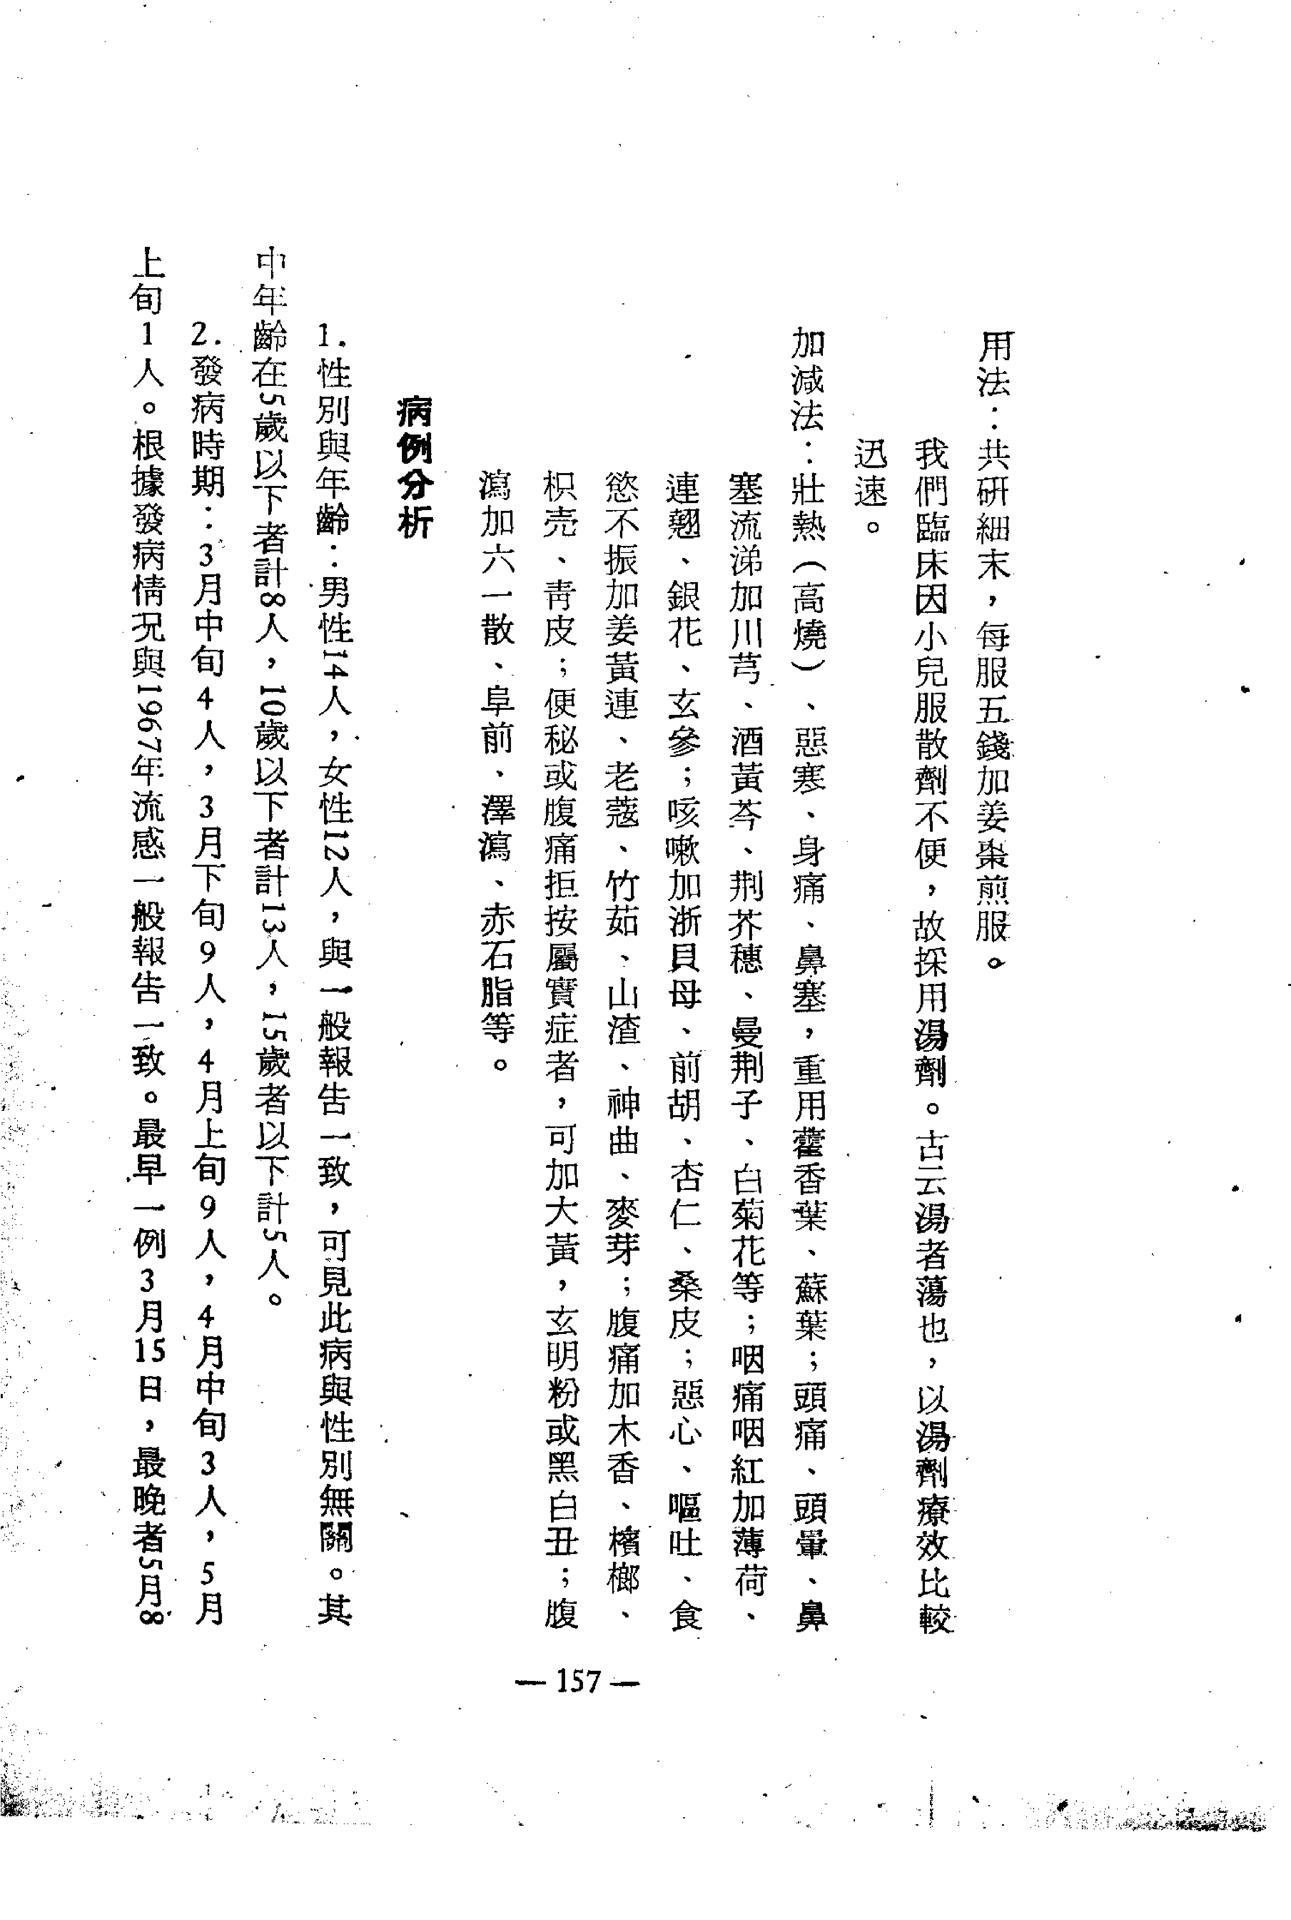 用法：共研細末，每服五錢加姜棗煎服。
我們臨床因小兒服散劑不便，故採用湯劑。古云湯者蕩也，以湯劑療效比較
迅速。
加減法：壯熱（高燒）、惡寒、身痛、鼻塞，重用藿香葉、蘇葉；頭痛、頭暈、鼻
塞流涕加川芎、酒黃芩、荆芥穗、曼荆子、白菊花等；咽痛咽紅加薄荷、
連翹、銀花、玄參；咳嗽加浙貝母、前胡、杏仁、桑皮；惡心、嘔吐、食
慾不振加姜黃連、老蔻、竹茹、山渣、神曲、麥芽；腹痛加木香、檳榔、
枳壳、青皮；便秘或腹痛拒按屬實症者，可加大黃，玄明粉或黑白丑；腹
瀉加六一散、阜前、澤瀉、赤石脂等。
病例分析
1.性別與年齡：男性14人，女性12人，與一般報告一致，可見此病與性別無關。其
中年齡在5歲以下者計8人，10歲以下者計13人，15歲者以下計5人。
2.發病時期：3月中旬4人，3月下旬9人，4月上旬9人，4月中旬3人，5月
上旬1人。根據發病情況與1967年流感一般報告一致。最早一例3月15日，最晚者5月8
— 157 —